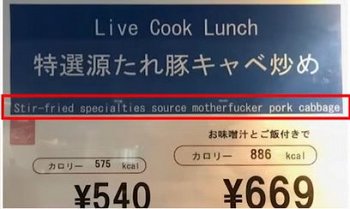 Live Cook Lunch
特選源たれ豚キャベ炒め
Stir-fried specialties source motherfucker pork cabbage
お味噌汁とご飯付きで
カロリー 575 kcal
カロリー 886 kcal
¥540
¥669